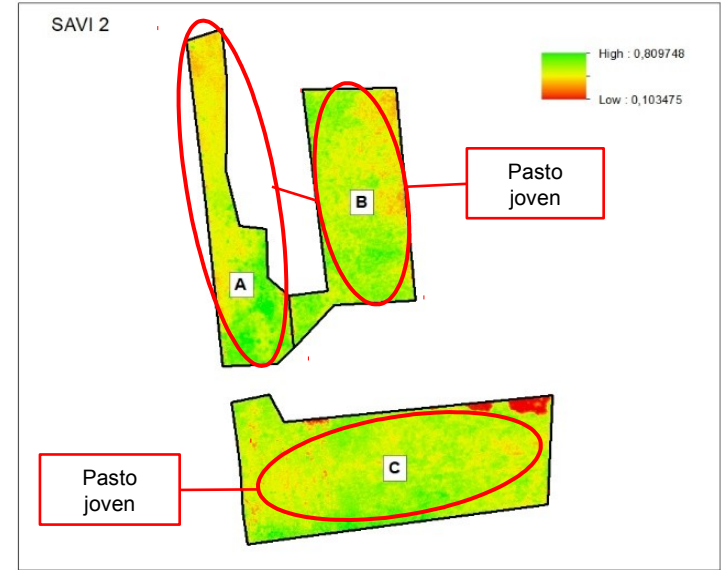 SAVI 2
High : 0,809748
Low : 0,103475
Pasto
joven
B
A
C
Pasto
joven